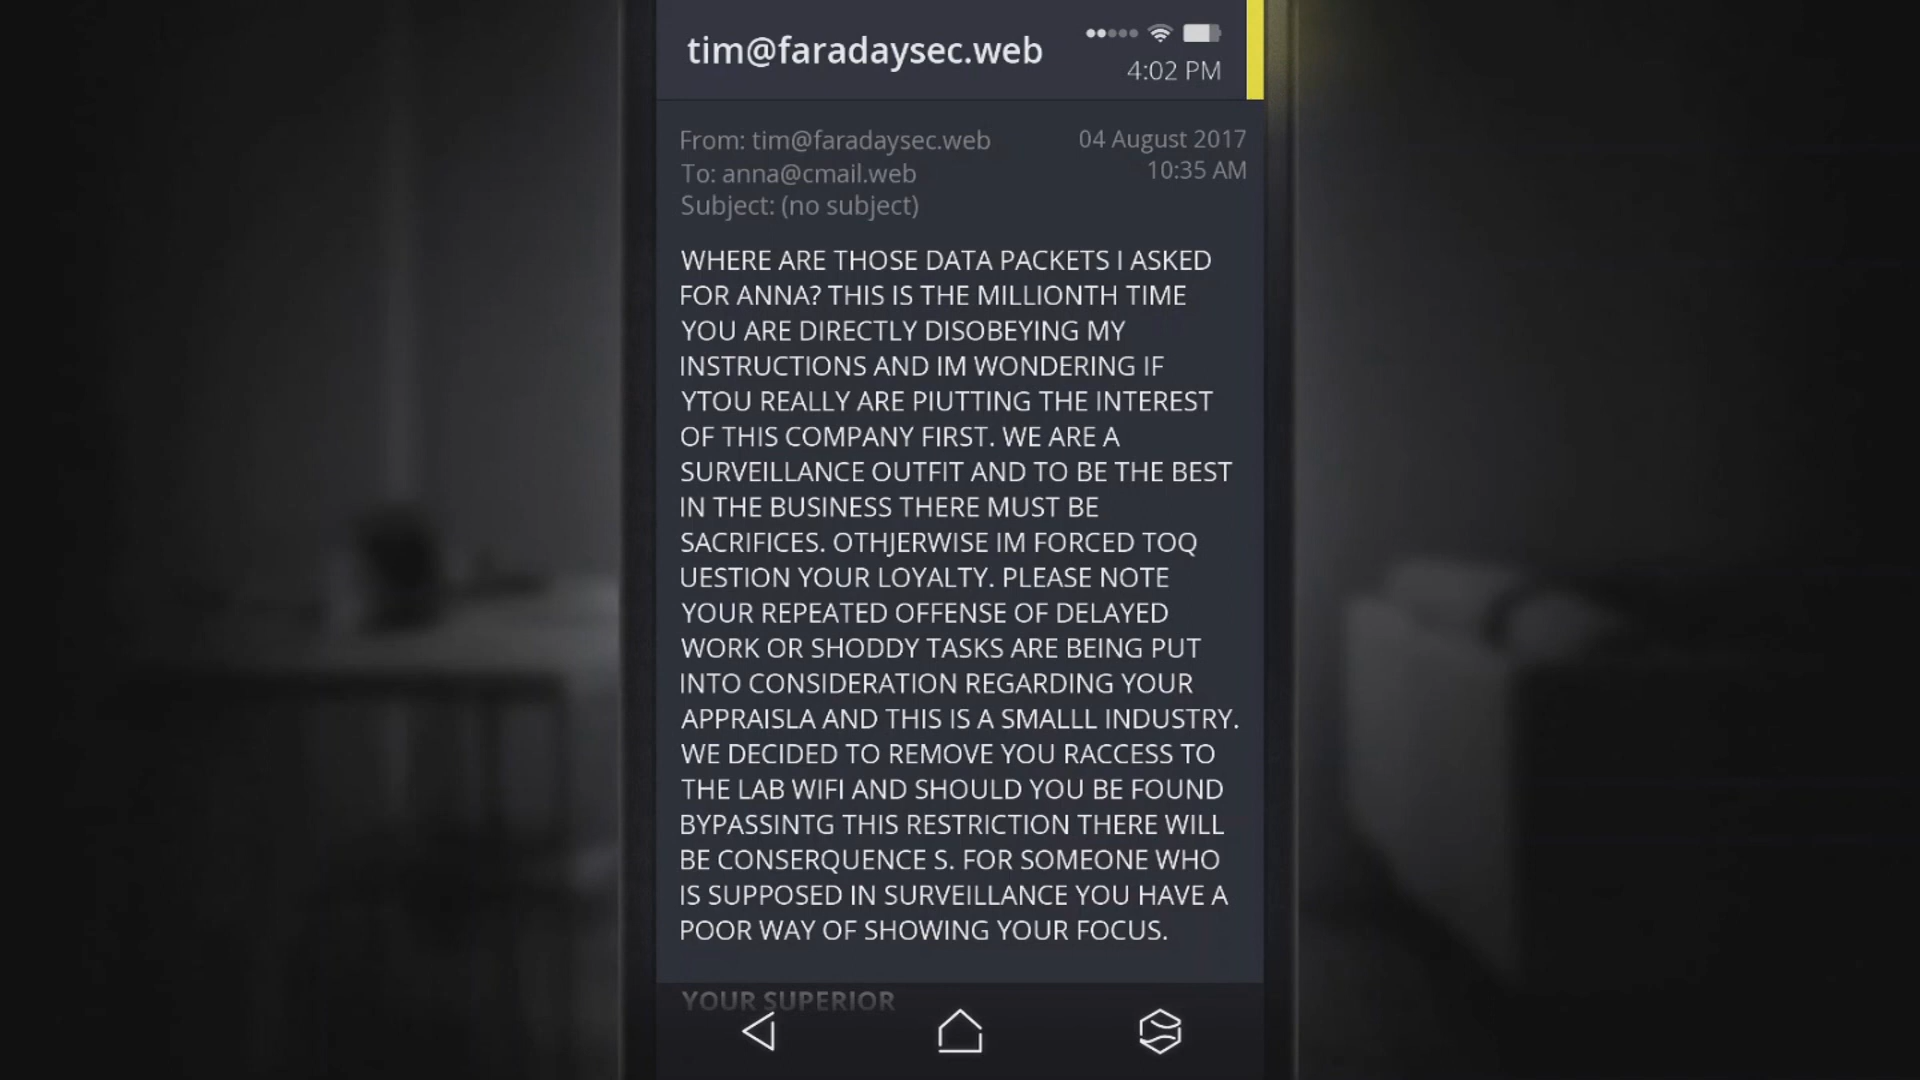 tim@faradaysec.web
4:02 PM
From: tim@faradaysec.web
04 August 2017
To: anna@cmail.web
10:35 AM
Subject: (no subject)
WHERE ARE THOSE DATA PACKETS I ASKED
FOR ANNA? THIS IS THE MILLIONTH TIME
YOU ARE DIRECTLY DISOBEYING MY
INSTRUCTIONS AND IM WONDERING IF
YTOU REALLY ARE PIUTTING THE INTEREST
OF THIS COMPANY FIRST. WE ARE A
SURVEILLANCE OUTFIT AND TO BE THE BEST
IN THE BUSINESS THERE MUST BE
SACRIFICES. OTHJERWISE IM FORCED TOQ
UESTION YOUR LOYALTY. PLEASE NOTE
YOUR REPEATED OFFENSE OF DELAYED
WORK OR SHODDY TASKS ARE BEING PUT
INTO CONSIDERATION REGARDING YOUR
APPRAISLA AND THIS IS A SMALLL INDUSTRY.
WE DECIDED TO REMOVE YOU RACCESS TO
THE LAB WIFI AND SHOULD YOU BE FOUND
BYPASSINTG THIS RESTRICTION THERE WILL
BE CONSERQUENCE S. FOR SOMEONE WHO
IS SUPPOSED IN SURVEILLANCE YOU HAVE A
POOR WAY OF SHOWING YOUR FOCUS.
YOUR SUPERIOR